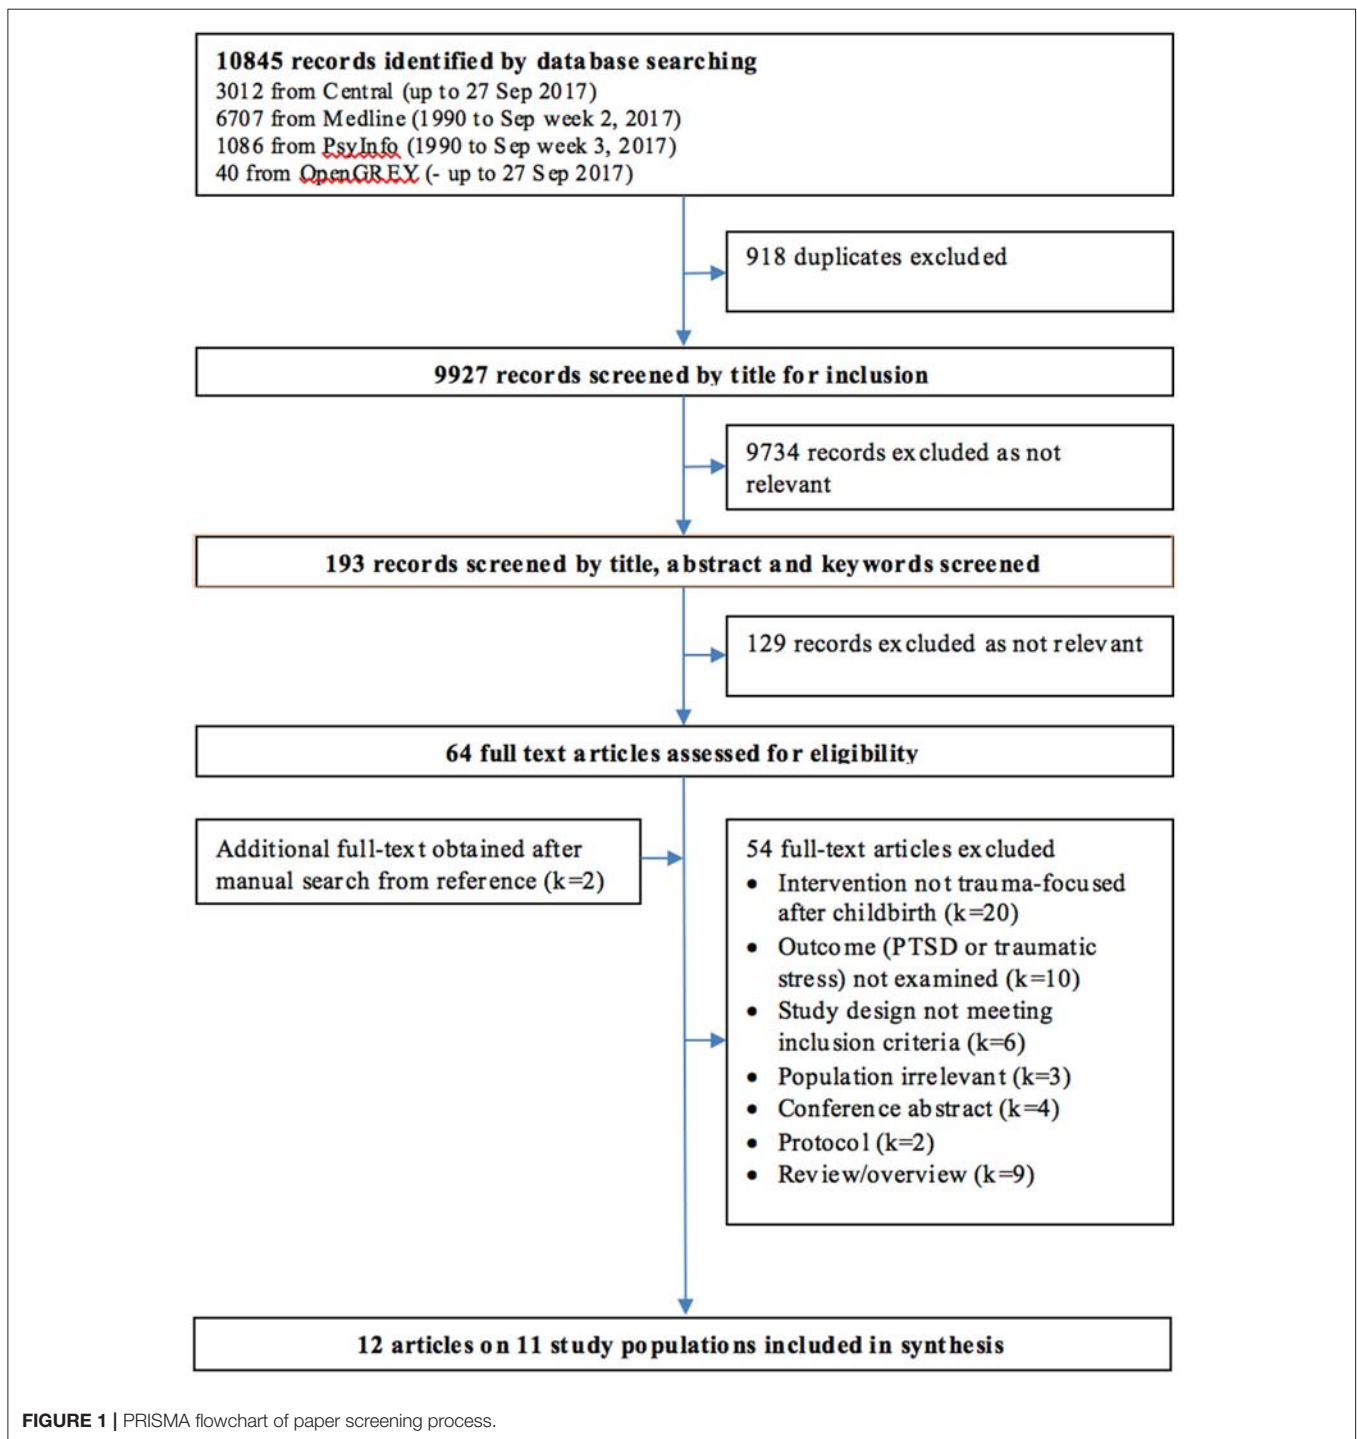 10845 records identified by database searching
3012 from Central (up to 27 Sep 2017)
6707 from Medline (1990 to Sep week 2, 2017)
1086 from PsyInfo (1990 to Sep week 3, 2017)
40 from OpenGREY (- up to 27 Sep 2017)
918 duplicates excluded
9927 records screened by title for inclusion
9734 records excluded as not
relevant
193 records screened by title, abstract and keywords screened
129 records excluded as not relevant
64 full text articles assessed for eligibility
Additional full-text obtained after
manual search from reference (k=2)
54 full-text articles excluded
• Intervention not trauma-focused
after childbirth (k=20)
• Outcome (PTSD or traumatic
stress) not examined (k=10)
• Study design not meeting
inclusion criteria (k=6)
• Population irrelevant (k=3)
• Conference abstract (k=4)
• Protocol (k=2)
• Review/overview (k=9)
12 articles on 11 study populations included in synthesis
FIGURE 1 | PRISMA flowchart of paper screening process.